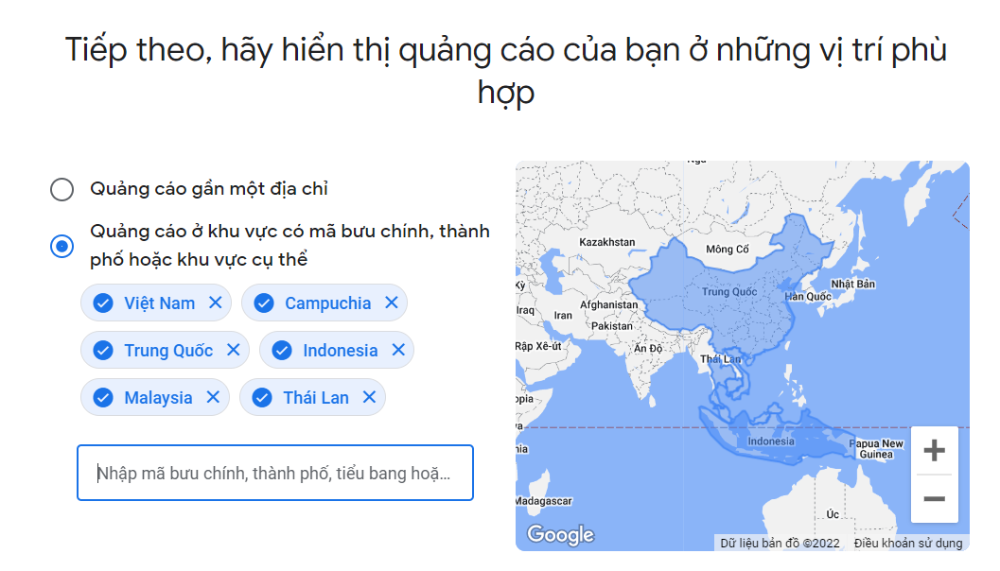 Tiếp theo, hãy hiển thị quảng cáo của bạn ở những vị trí phù
hợp
Quảng cáo gần một địa chỉ
Quảng cáo ở khu vực có mã bưu chính, thành
phố hoặc khu vực cụ thể
Việt Nam
Campuchia
Trung Quốc
Indonesia
Malaysia
Thái Lan
Nhập mã bưu chính, thành phố, tiểu bang hoặ...
Kazakhstan
Mông Cổ
Kỳ
Trung Quốc
Nhật Bản
Hàn Quốc
Iraq
Iran
Afghanistan
Pakistan
Rập Xê-út
Ấn Độ
Thái Lan
Indonesia
Papua New
Guinea
Madagascar
Úc
Google
Dữ liệu bản đồ ©2022
Điều khoản sử dụng